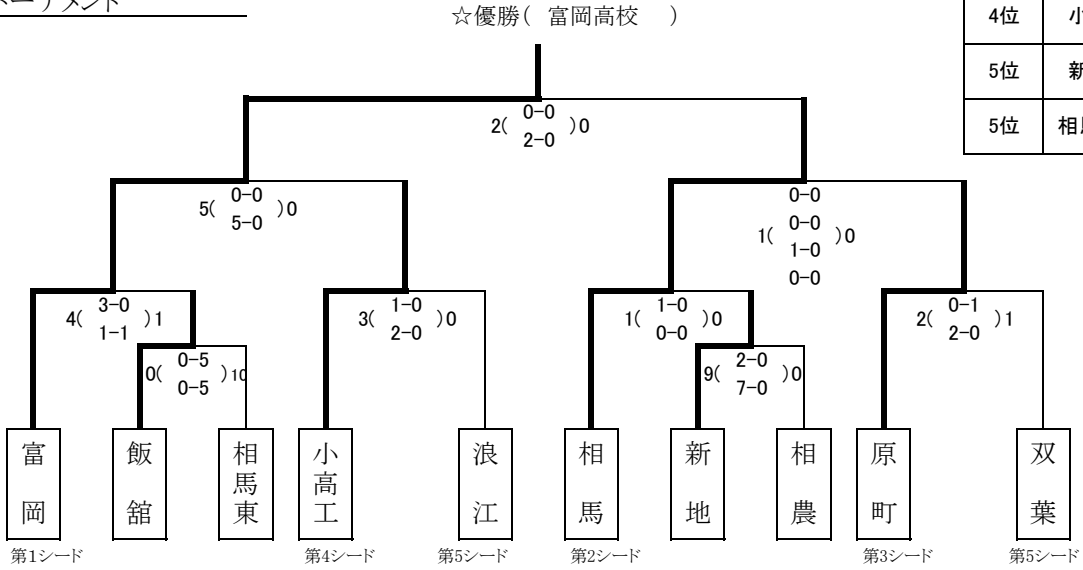 ☆優勝( 富岡高校 )
4位 小
5位 新
5位
2( 0-0 2-0 )0
5( 0-0 5-0 )0
1( 0-0 0-0 1-0 0-0 )0
4( 3-0 1-1 )1
3( 1-0 2-0 )0
1( 1-0 0-0 )0
2( 0-1 2-0 )1
0( 0-5 0-5 )10
9( 2-0 7-0 )0
富岡
飯舘
相馬東
小高工
浪江
相馬
新地
相農
原町
双葉
第1シード 第4シード 第5シード 第2シード 第3シード 第5シード